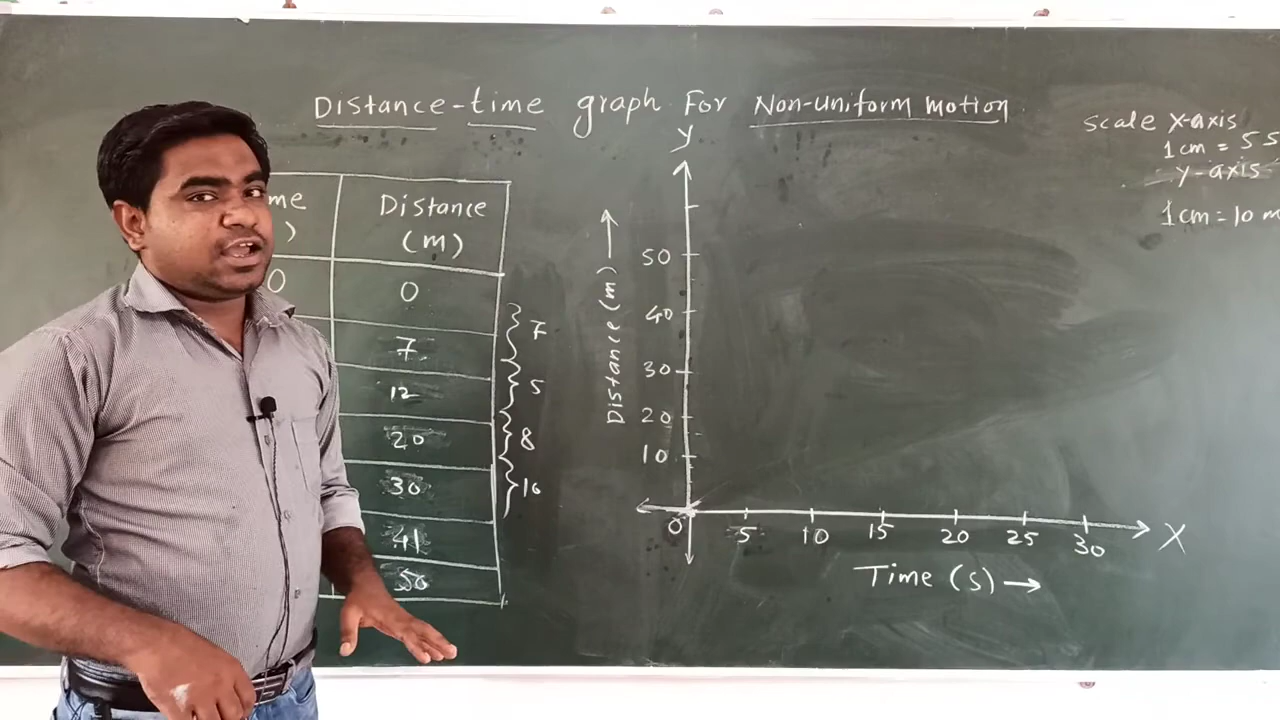 Distance-time graph For Non-uniform motion
scale x-axis
1cm = 5 s
y-axis
1cm = 10 m
me Distance
) (m)
0 0
7
12
20
30
41
50
7
5
8
10
y
Distance (m)
50
40
30
20
10
0 5 10 15 20 25 30 X
Time (s)